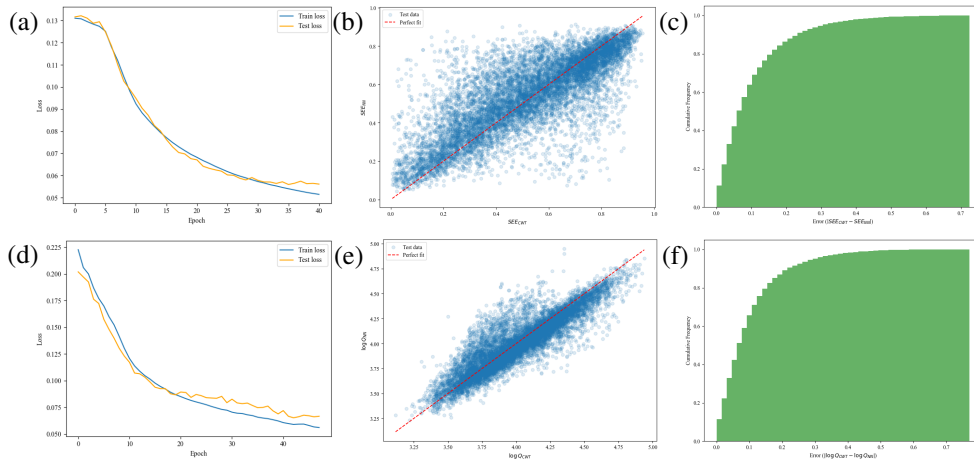 (a)
0.13
0.12
0.11
0.10
0.09
0.08
0.07
0.06
0.05
Loss
0 5 10 15 20 25 30 35 40
Epoch
Train loss
Test loss
(b)
1.0
0.8
0.6
0.4
0.2
0.0
SEE_NN
0.0 0.2 0.4 0.6 0.8 1.0
SEE_CWT
Test data
Perfect fit
(c)
1.0
0.8
0.6
0.4
0.2
0.0
Cumulative Frequency
0.0 0.1 0.2 0.3 0.4 0.5 0.6 0.7
(d)
0.225
0.200
0.175
0.150
0.125
0.100
0.075
0.050
Loss
0 10 20 30 40
Epoch
Train loss
Test loss
(e)
5.00
4.75
4.50
4.25
4.00
3.75
3.50
3.25
log Q_NN
3.25 3.50 3.75 4.00 4.25 4.50 4.75 5.00
log Q_CWT
Test data
Perfect fit
(f)
1.0
0.8
0.6
0.4
0.2
0.0
Cumulative Frequency
0.0 0.1 0.2 0.3 0.4 0.5 0.6 0.7